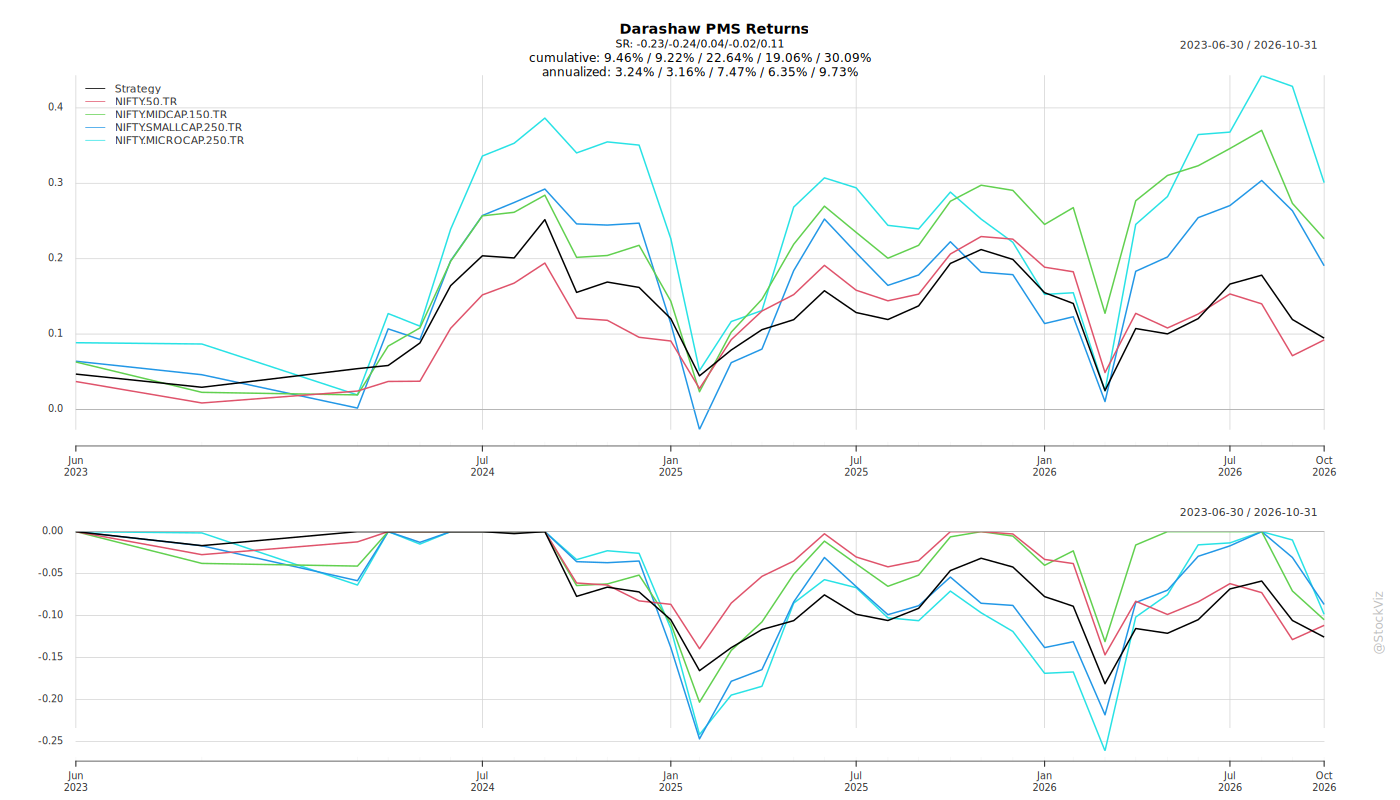 Darashaw PMS Returns
SR: -0.23/-0.24/0.04/-0.02/0.11
cumulative: 9.46% / 9.22% / 22.64% / 19.06% / 30.09%
annualized: 3.24% / 3.16% / 7.47% / 6.35% / 9.73%
2023-06-30 / 2026-10-31
Strategy
NIFTY.50.TR
NIFTY.MIDCAP.150.TR
NIFTY.SMALLCAP.250.TR
NIFTY.MICROCAP.250.TR
0.4
0.3
0.2
0.1
0.0
Jun 2023
Jul 2024
Jan 2025
Jul 2025
Jan 2026
Jul 2026
Oct 2026
2023-06-30 / 2026-10-31
0.00
-0.05
-0.10
-0.15
-0.20
-0.25
Jun 2023
Jul 2024
Jan 2025
Jul 2025
Jan 2026
Jul 2026
Oct 2026
@StockViz